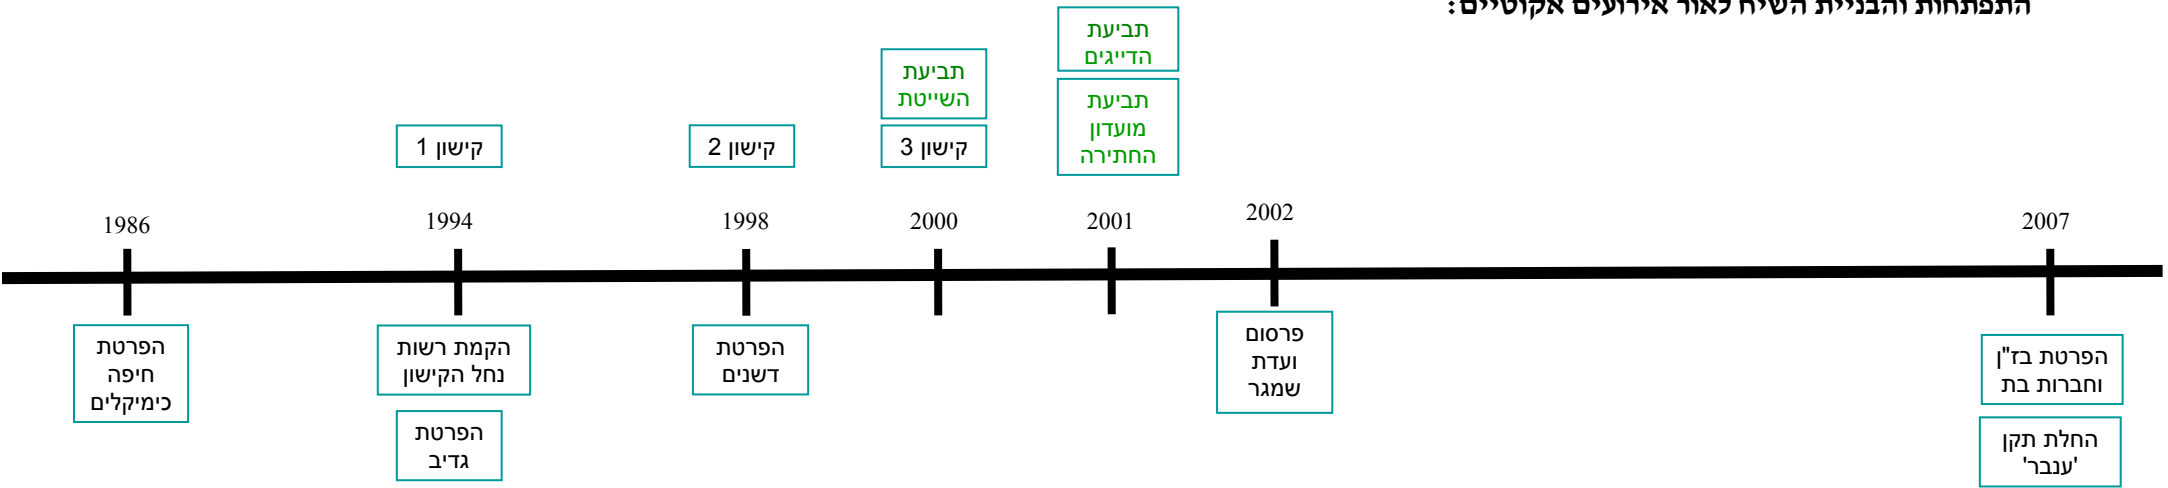 התפתחות והבניית השיח לאור אירועים אקוטיים:
תביעת
הדייגים
תביעת
השייטת
תביעת
מועדון
החתירה
קישון 1
קישון 2
קישון 3
1986
1994
1998
2000
2001
2002
2007
הפרטת
חיפה
כימיקלים
הקמת רשות
נחל הקישון
הפרטת
גדיב
הפרטת
דשנים
פרסום
ועדת
שמגר
הפרטת בז"ן
וחברות בת
החלת תקן
'ענבר'